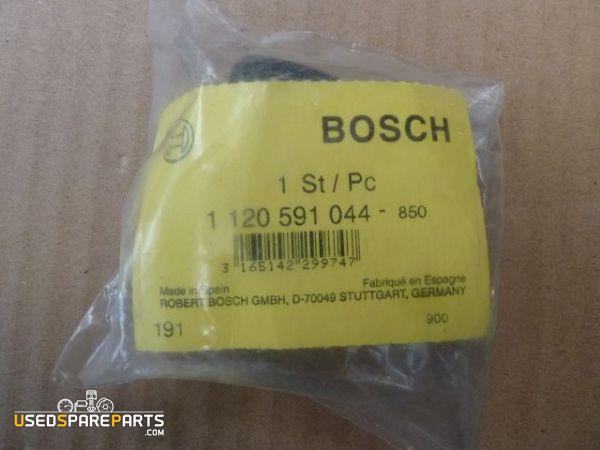 BOSCH
1 St / Pc
1 120 591 044 - 850
3 165142 299747
Made in Spain
Fabriqué en Espagne
ROBERT BOSCH GMBH, D-70049 STUTTGART, GERMANY
191
900
USEDSPAREPARTS
.COM